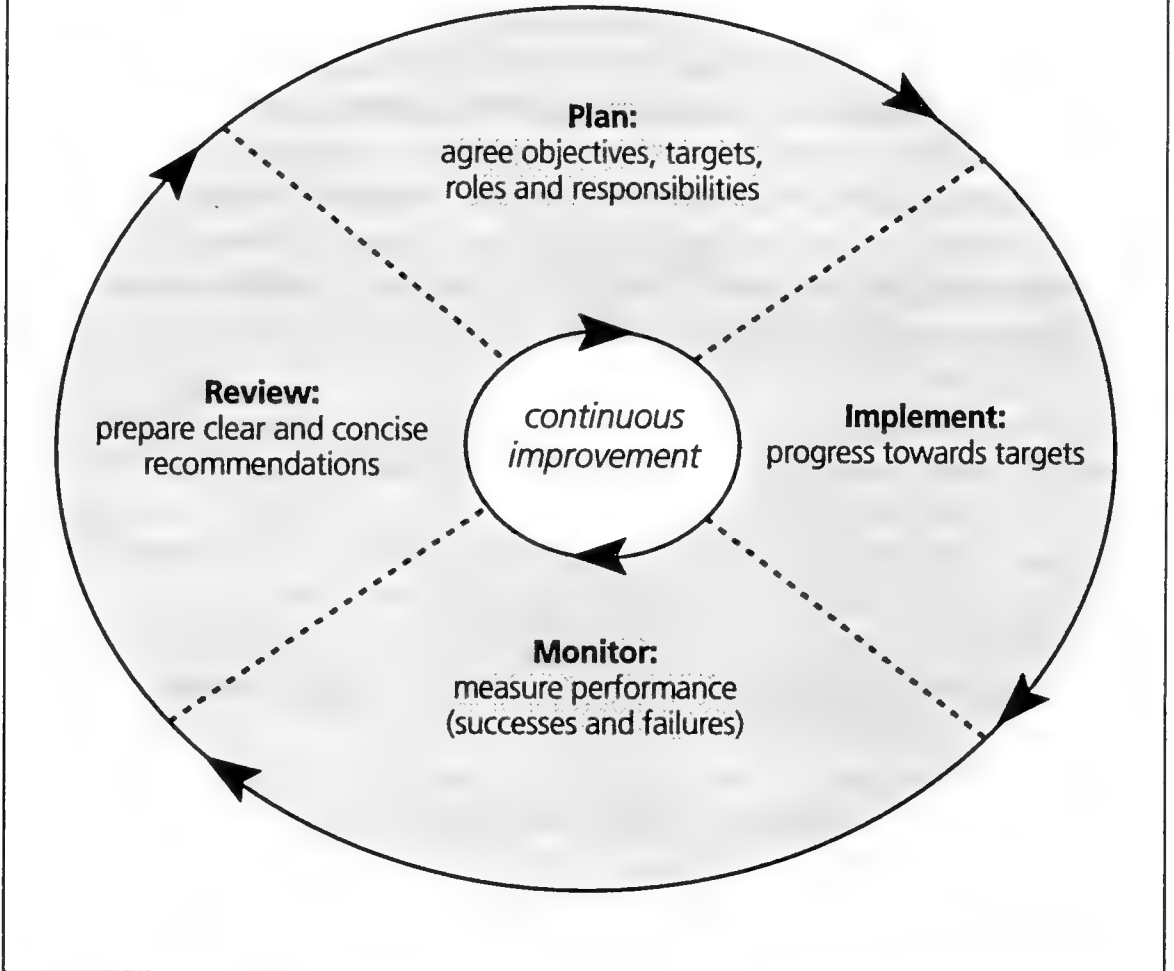 Plan:
agree objectives, targets,
roles and responsibilities
Review:
prepare clear and concise
recommendations
continuous
improvement
Implement:
progress towards targets
Monitor:
measure performance
(successes and failures)